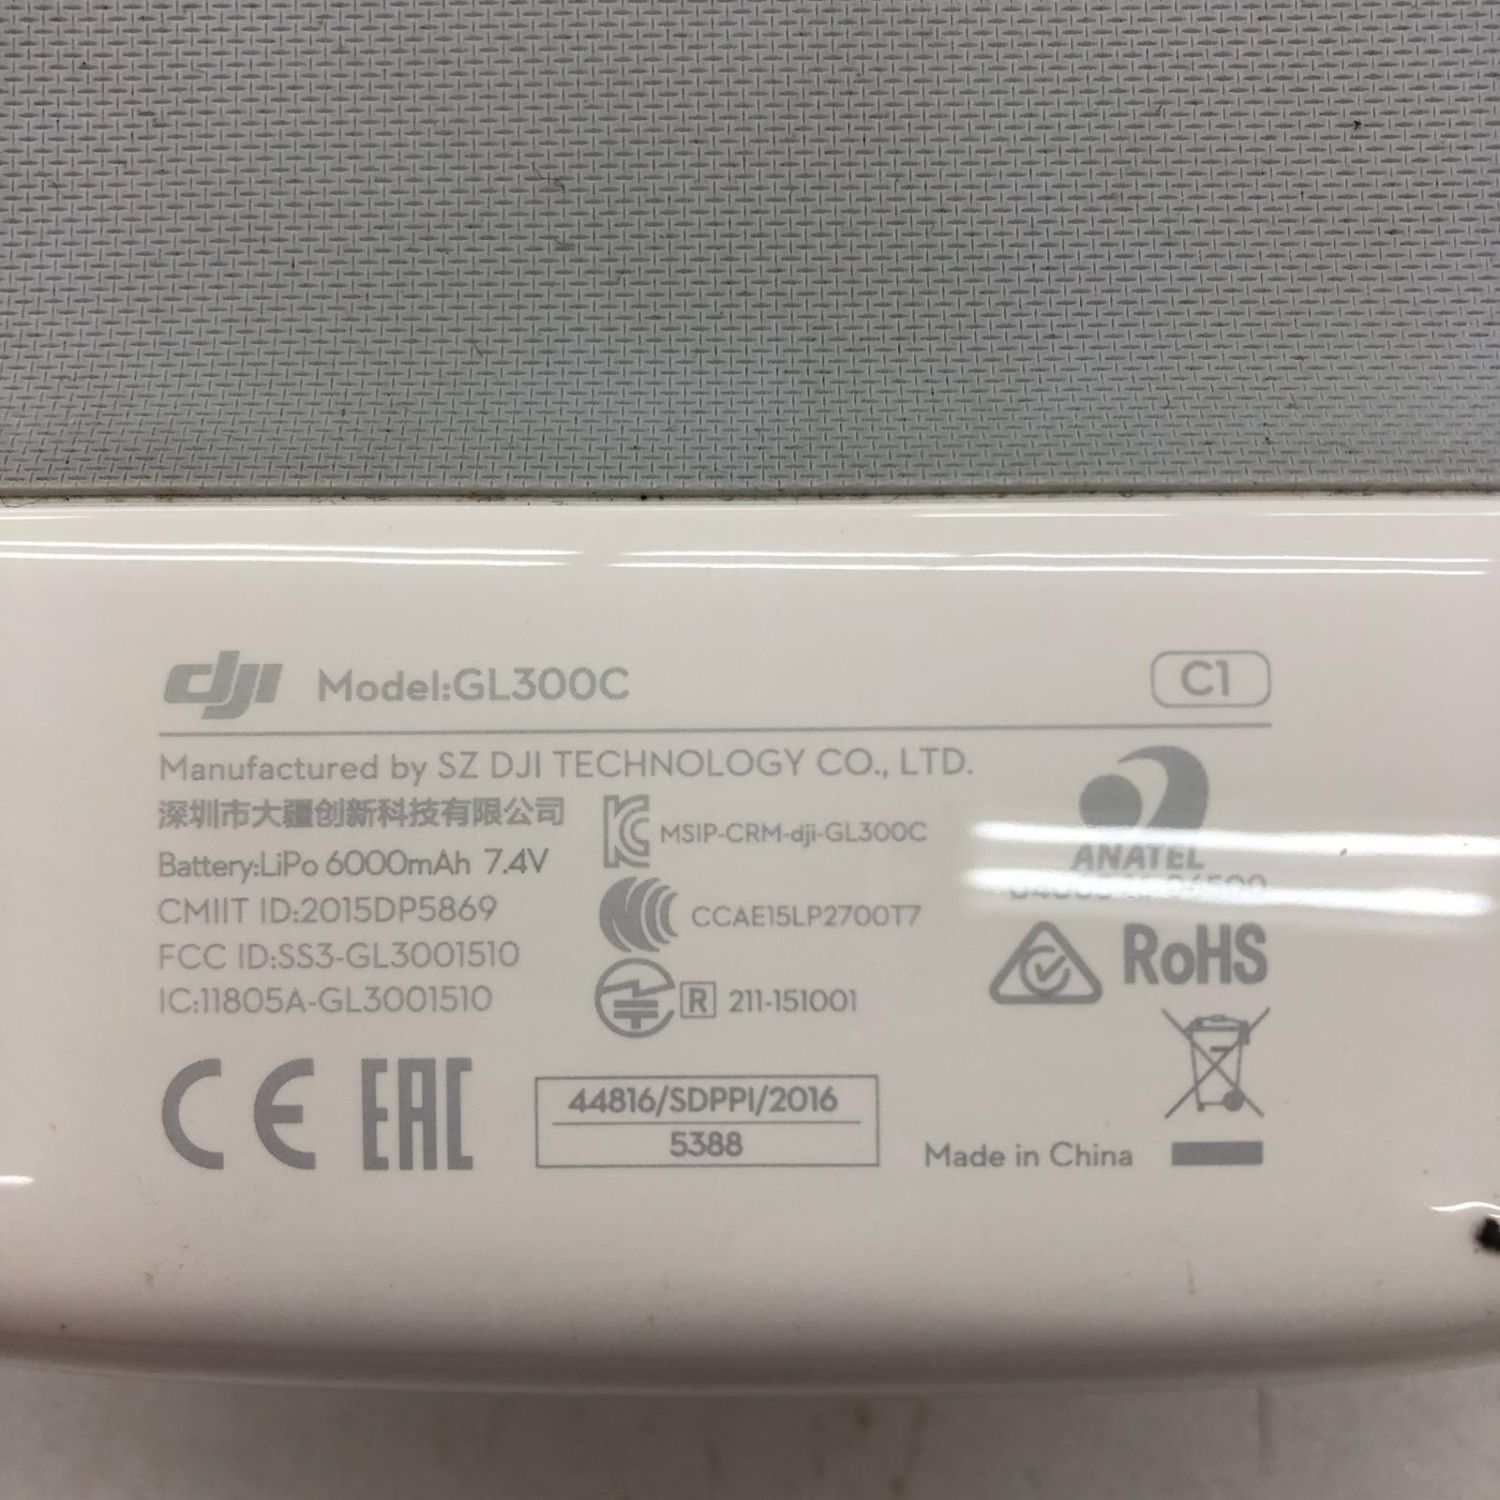 dji Model:GL300C C1
Manufactured by SZ DJI TECHNOLOGY CO., LTD.
深圳市大疆创新科技有限公司
Battery:LiPo 6000mAh 7.4V
CMIIT ID:2015DP5869
FCC ID:SS3-GL3001510
IC:11805A-GL3001510
MSIP-CRM-dji-GL300C
CCAE15LP2700T7
R 211-151001
ANATEL
RoHS
CE EAC
44816/SDPPI/2016
5388
Made in China